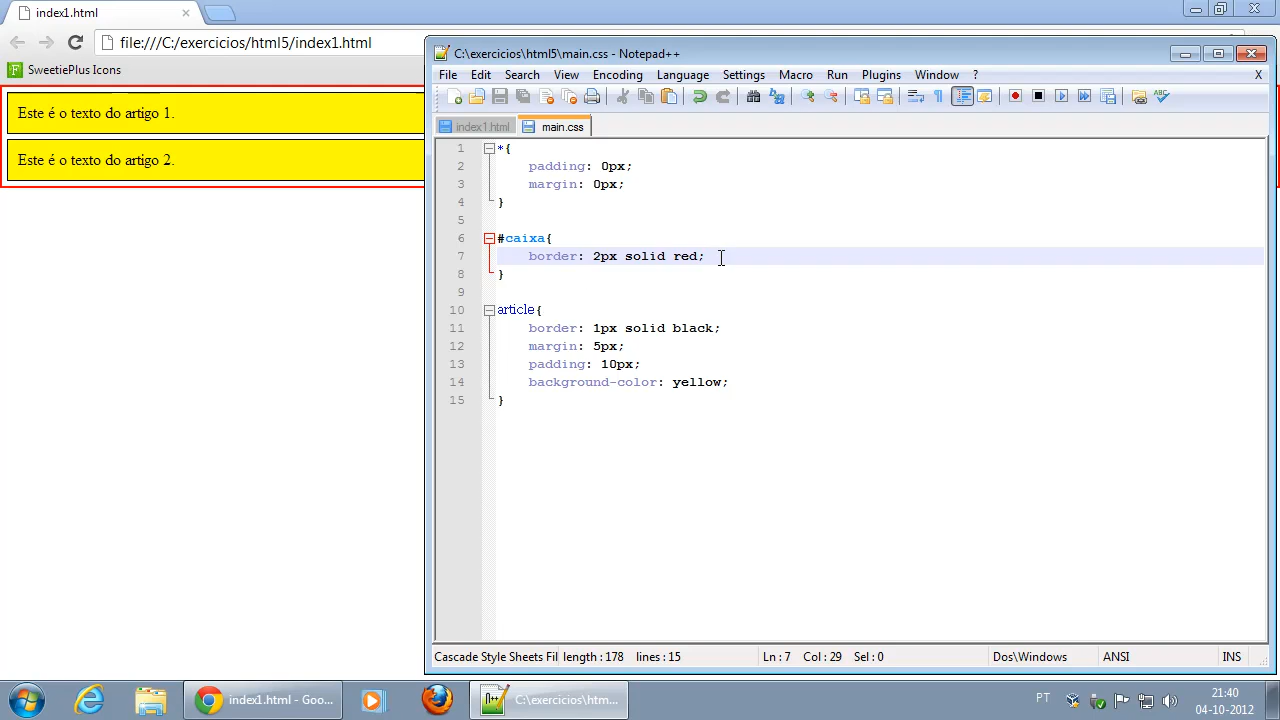 index1.html
file:///C:/exercicios/html5/index1.html
SweetiePlus Icons
Este é o texto do artigo 1.
Este é o texto do artigo 2.
C:\exercicios\html5\main.css - Notepad++
File Edit Search View Encoding Language Settings Macro Run Plugins Window ? X
index1.html main.css
1 *{
2 padding: 0px;
3 margin: 0px;
4 }
5
6 #caixa{
7 border: 2px solid red;
8 }
9
10 article{
11 border: 1px solid black;
12 margin: 5px;
13 padding: 10px;
14 background-color: yellow;
15 }
Cascade Style Sheets Fil length : 178 lines : 15 Ln : 7 Col : 29 Sel : 0 Dos\Windows ANSI INS
index1.html - Goo... C:\exercicios\htm... PT 21:40
04-10-2012